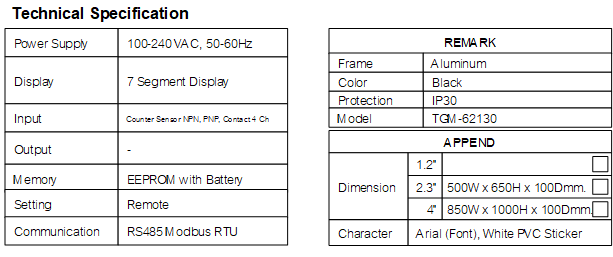 Technical Specification
Power Supply 100-240VAC, 50-60Hz
Display 7 Segment Display
Input Counter Sensor NPN, PNP, Contact 4 Ch
Output -
Memory EEPROM with Battery
Setting Remote
Communication RS485 Modbus RTU
REMARK
Frame Aluminum
Color Black
Protection IP30
Model TGM-62130
APPEND
Dimension
1.2"
2.3" 500W x 650H x 100Dmm.
4" 850W x 1000H x 100Dmm.
Character Arial (Font), White PVC Sticker